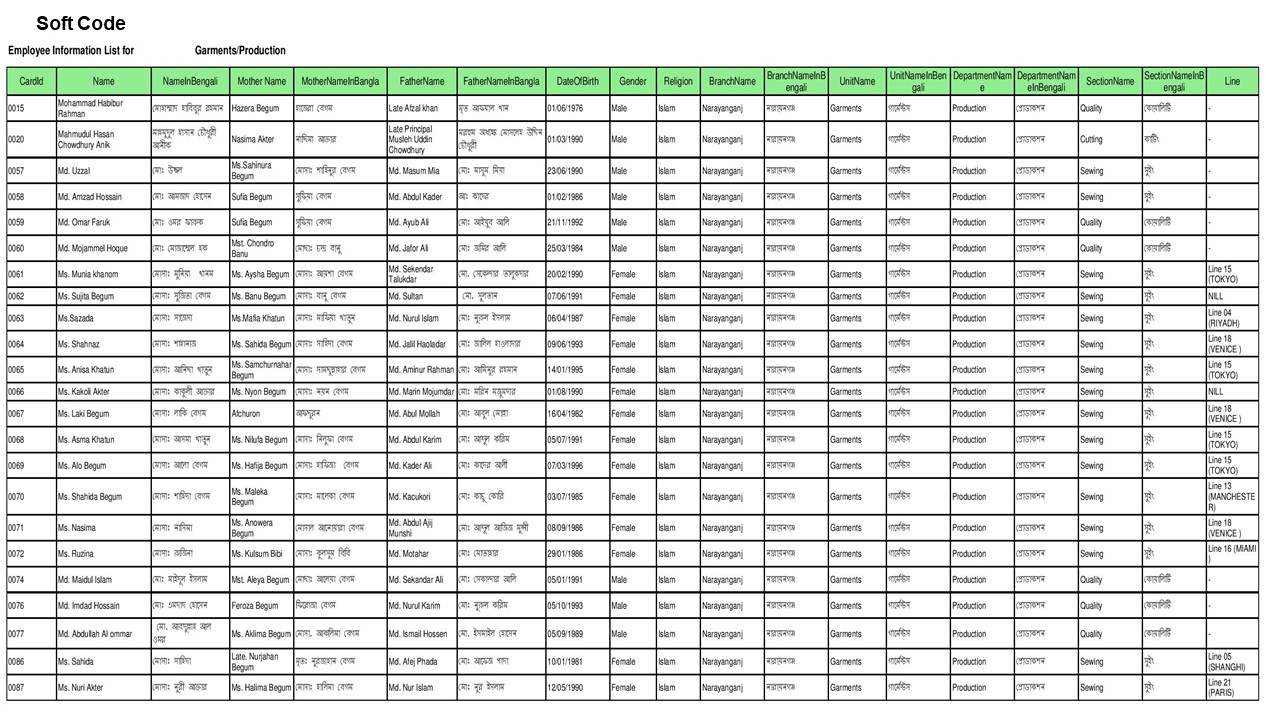 Soft Code
Employee Information List for Garments/Production
CardId Name NameInBengali Mother Name MotherNameInBangla FatherName FatherNameInBangla DateOfBirth Gender Religion BranchName BranchNameInBengali UnitName UnitNameInBengali DepartmentName DepartmentNameInBengali SectionName SectionNameInBengali Line
0015 Mohammad Habibur Rahman মোহাম্মাদ হাবিবুর রহমান Hazera Begum হাজেরা বেগম Late Afzal khan মৃত আফজাল খান 01/06/1976 Male Islam Narayanganj নারায়নগঞ্জ Garments গার্মেন্টস Production প্রোডাকশন Quality কোয়ালিটি -
0020 Mahmudul Hasan Chowdhury Anik মাহমুদুল হাসান চৌধুরী আনীক Nasima Akter নাছিমা আক্তার Late Principal Musleh Uddin Chowdhury মরহুম অধ্যক্ষ মোসলেহ উদ্দিন চৌধুরী 01/03/1990 Male Islam Narayanganj নারায়নগঞ্জ Garments গার্মেন্টস Production প্রোডাকশন Cutting কাটিং -
0057 Md. Uzzal মোঃ উজ্জল Ms.Sahinura Begum মোসাঃ শাহিনুর বেগম Md. Masum Mia মোঃ মাসুম মিয়া 23/06/1990 Male Islam Narayanganj নারায়নগঞ্জ Garments গার্মেন্টস Production প্রোডাকশন Sewing সুইং -
0058 Md. Amzad Hossain মোঃ আমজাদ হোসেন Sufia Begum সুফিয়া বেগম Md. Abdul Kader আঃ কাদের 01/02/1986 Male Islam Narayanganj নারায়নগঞ্জ Garments গার্মেন্টস Production প্রোডাকশন Sewing সুইং -
0059 Md. Omar Faruk মোঃ ওমর ফারুক Sufia Begum সুফিয়া বেগম Md. Ayub Ali মোঃ আইয়ুব আলি 21/11/1992 Male Islam Narayanganj নারায়নগঞ্জ Garments গার্মেন্টস Production প্রোডাকশন Quality কোয়ালিটি -
0060 Md. Mojammel Hoque মোঃ মোজাম্মেল হক Mst. Chondro Banu মোছাঃ চন্দ্র বানু Md. Jafor Ali মোঃ জাফর আলি 25/03/1984 Male Islam Narayanganj নারায়নগঞ্জ Garments গার্মেন্টস Production প্রোডাকশন Quality কোয়ালিটি -
0061 Ms. Munia khanom মোসাঃ মুনিয়া খানম Ms. Aysha Begum মোসাঃ আয়শা বেগম Md. Sekendar Talukdar মো. সেকেন্দার তালুকদার 20/02/1990 Female Islam Narayanganj নারায়নগঞ্জ Garments গার্মেন্টস Production প্রোডাকশন Sewing সুইং Line 15 (TOKYO)
0062 Ms. Sujita Begum মোসাঃ সুজিতা বেগম Ms. Banu Begum মোসাঃ বানু বেগম Md. Sultan মো. সুলতান 07/06/1991 Female Islam Narayanganj নারায়নগঞ্জ Garments গার্মেন্টস Production প্রোডাকশন Sewing সুইং NILL
0063 Ms.Sazada মোসাঃ সাজেদা Ms.Mafia Khatun মোসাঃ মাফিয়া খাতুন Md. Nurul Islam মোঃ নূরুল ইসলাম 06/04/1987 Female Islam Narayanganj নারায়নগঞ্জ Garments গার্মেন্টস Production প্রোডাকশন Sewing সুইং Line 04 (RIYADH)
0064 Ms. Shahnaz মোসাঃ শাহানাজ Ms. Sahida Begum মোসাঃ সাহিদা বেগম Md. Jalil Haoladar মোঃ জালিল হাওলাদার 09/06/1993 Female Islam Narayanganj নারায়নগঞ্জ Garments গার্মেন্টস Production প্রোডাকশন Sewing সুইং Line 18 (VENICE )
0065 Ms. Anisa Khatun মোসাঃ আনিছা খাতুন Ms. Samchurnahar Begum মোসাঃ সামছুন্নাহার বেগম Md. Aminur Rahman মোঃ আমিনুর রহমান 14/01/1995 Female Islam Narayanganj নারায়নগঞ্জ Garments গার্মেন্টস Production প্রোডাকশন Sewing সুইং Line 15 (TOKYO)
0066 Ms. Kakoli Akter মোসাঃ কাকুলী আক্তার Ms. Nyon Begum মোসাঃ নয়ন বেগম Md. Marin Mojumdar মোঃ মারিন মজুমদার 01/08/1990 Female Islam Narayanganj নারায়নগঞ্জ Garments গার্মেন্টস Production প্রোডাকশন Sewing সুইং NILL
0067 Ms. Laki Begum মোসাঃ লাকি বেগম Afchuron আফছুরন Md. Abul Mollah মোঃ আবুল মোল্লা 16/04/1982 Female Islam Narayanganj নারায়নগঞ্জ Garments গার্মেন্টস Production প্রোডাকশন Sewing সুইং Line 18 (VENICE )
0068 Ms. Asma Khatun মোসাঃ আসমা খাতুন Ms. Nilufa Begum মোসাঃ নিলুফা বেগম Md. Abdul Karim মোঃ আব্দুল করিম 05/07/1991 Female Islam Narayanganj নারায়নগঞ্জ Garments গার্মেন্টস Production প্রোডাকশন Sewing সুইং Line 15 (TOKYO)
0069 Ms. Alo Begum মোসাঃ আলো বেগম Ms. Hafija Begum মোসাঃ হাফিজা বেগম Md. Kader Ali মোঃ কাদের আলী 07/03/1996 Female Islam Narayanganj নারায়নগঞ্জ Garments গার্মেন্টস Production প্রোডাকশন Sewing সুইং Line 15 (TOKYO)
0070 Ms. Shahida Begum মোসাঃ শাহিদা বেগম Ms. Maleka Begum মোসাঃ মালেকা বেগম Md. Kacukori মোঃ কাচু কোরি 03/07/1985 Female Islam Narayanganj নারায়নগঞ্জ Garments গার্মেন্টস Production প্রোডাকশন Sewing সুইং Line 13 (MANCHESTER)
0071 Ms. Nasima মোসাঃ নাসিমা Ms. Anowera Begum মোসাল আনোয়ারা বেগম Md. Abdul Ajij Munshi মোঃ আব্দুল আজিজ মুন্সী 08/09/1986 Female Islam Narayanganj নারায়নগঞ্জ Garments গার্মেন্টস Production প্রোডাকশন Sewing সুইং Line 18 (VENICE )
0072 Ms. Ruzina মোসাঃ রুজিনা Ms. Kulsum Bibi মোসাঃ কুলসুম বিবি Md. Motahar মোঃ মোতাহার 29/01/1986 Female Islam Narayanganj নারায়নগঞ্জ Garments গার্মেন্টস Production প্রোডাকশন Sewing সুইং Line 16 (MIAMI )
0074 Md. Maidul Islam মোঃ মাইদুল ইসলাম Mst. Aleya Begum মোছাঃ আলেয়া বেগম Md. Sekandar Ali মোঃ সেকান্দার আলি 05/01/1991 Male Islam Narayanganj নারায়নগঞ্জ Garments গার্মেন্টস Production প্রোডাকশন Quality কোয়ালিটি -
0076 Md. Imdad Hossain মোঃ এমদাদ হোসেন Feroza Begum ফিরোজা বেগম Md. Nurul Karim মোঃ নুরুল করিম 05/10/1993 Male Islam Narayanganj নারায়নগঞ্জ Garments গার্মেন্টস Production প্রোডাকশন Quality কোয়ালিটি -
0077 Md. Abdullah Al ommar মো. আবদুল্লাহ আল ওমর Ms. Aklima Begum মোসা. আকলিমা বেগম Md. Ismail Hossen মো. ইসমাইল হোসেন 05/09/1989 Male Islam Narayanganj নারায়নগঞ্জ Garments গার্মেন্টস Production প্রোডাকশন Quality কোয়ালিটি -
0086 Ms. Sahida মোসাঃ সাহিদা Late. Nurjahan Begum মৃতঃ নুরজাহান বেগম Md. Afej Phada মোঃ আফেজ পাদা 10/01/1981 Female Islam Narayanganj নারায়নগঞ্জ Garments গার্মেন্টস Production প্রোডাকশন Sewing সুইং Line 05 (SHANGHI)
0087 Ms. Nuri Akter মোসাঃ নুরী আক্তার Ms. Halima Begum মোসাঃ হালিমা বেগম Md. Nur Islam মোঃ নুর ইসলাম 12/05/1990 Female Islam Narayanganj নারায়নগঞ্জ Garments গার্মেন্টস Production প্রোডাকশন Sewing সুইং Line 21 (PARIS)